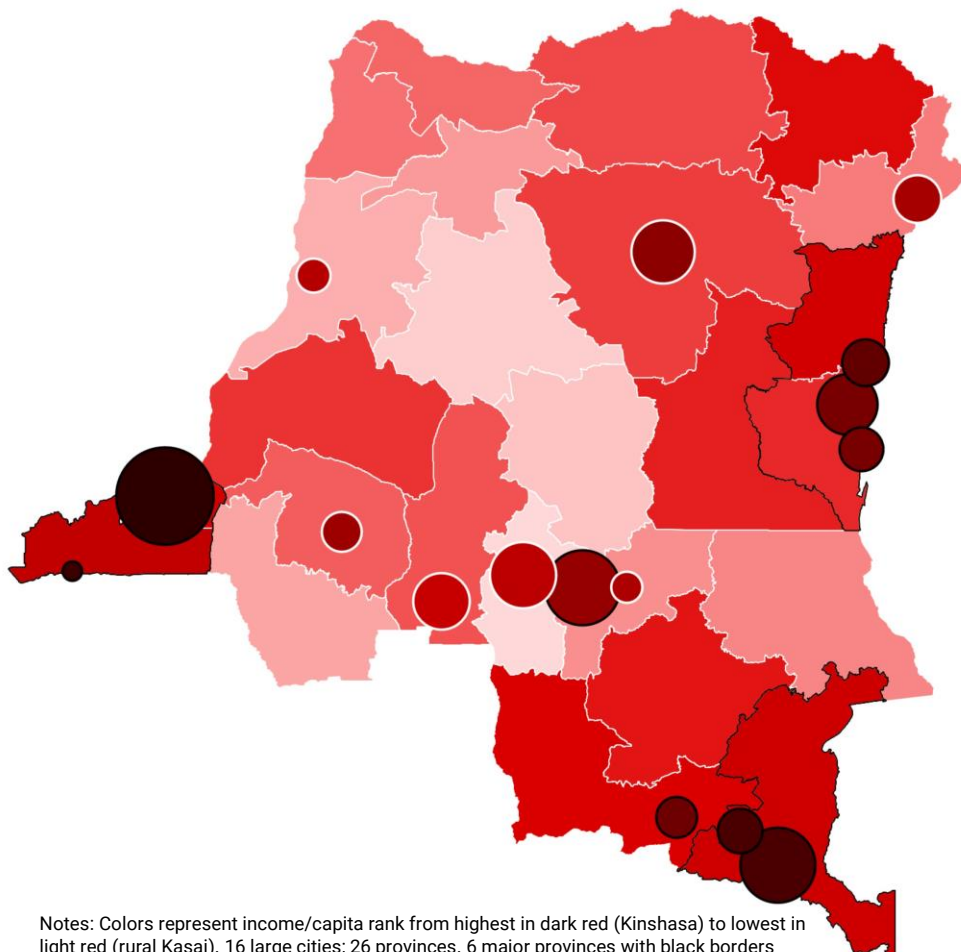 Notes: Colors represent income/capita rank from highest in dark red (Kinshasa) to lowest in
light red (rural Kasai). 16 large cities; 26 provinces, 6 major provinces with black borders